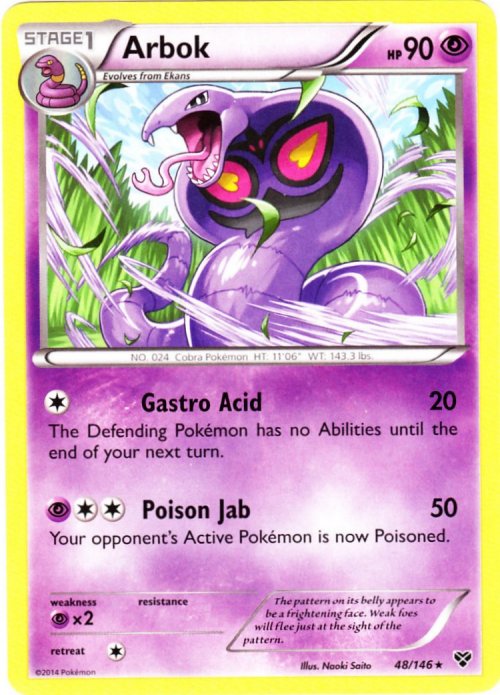 STAGE1
Arbok
HP 90
Evolves from Ekans
NO. 024 Cobra Pokémon HT: 11'06" WT: 143.3 lbs.
Gastro Acid 20
The Defending Pokémon has no Abilities until the
end of your next turn.
Poison Jab 50
Your opponent's Active Pokémon is now Poisoned.
weakness resistance
×2
retreat
The pattern on its belly appears to
be a frightening face. Weak foes
will flee just at the sight of the
pattern.
©2014 Pokémon
Illus. Naoki Saito 48/146★
XY